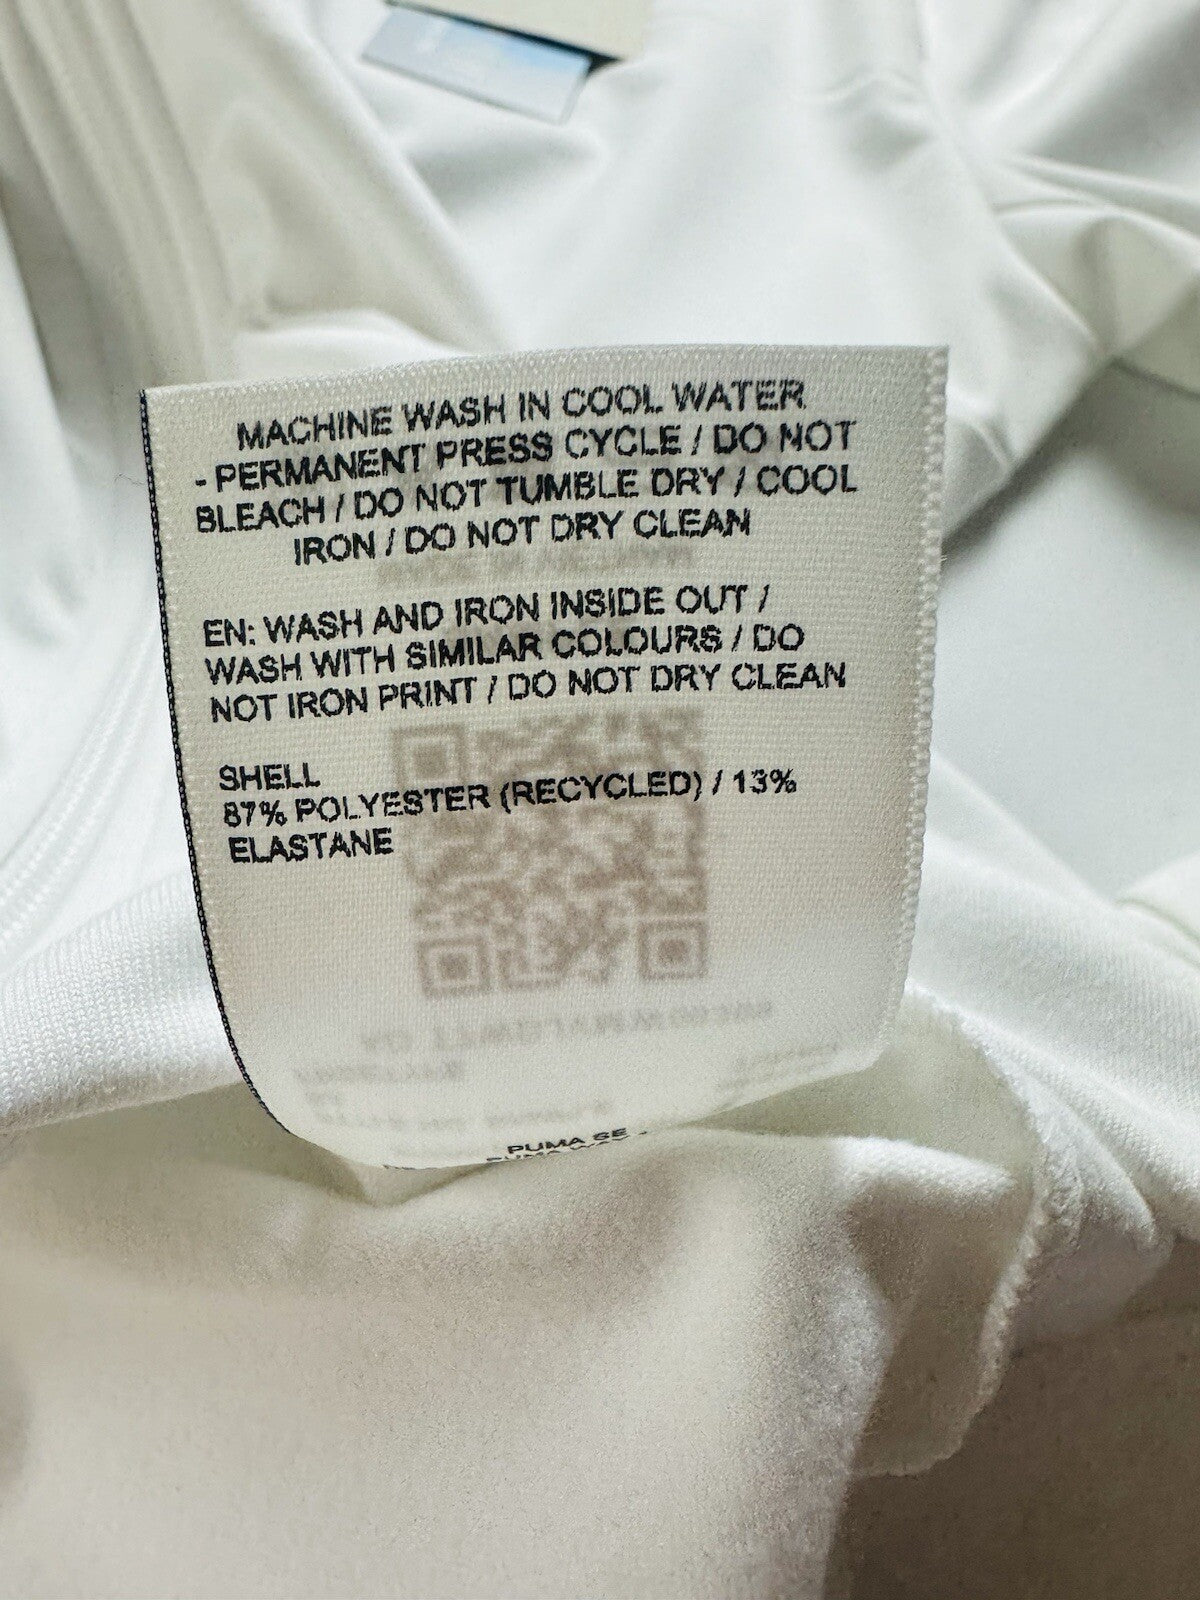 MACHINE WASH IN COOL WATER
- PERMANENT PRESS CYCLE / DO NOT
BLEACH / DO NOT TUMBLE DRY / COOL
IRON / DO NOT DRY CLEAN
EN: WASH AND IRON INSIDE OUT /
WASH WITH SIMILAR COLOURS / DO
NOT IRON PRINT / DO NOT DRY CLEAN
SHELL
87% POLYESTER (RECYCLED) / 13%
ELASTANE
PUMA SE
PUMA WAY